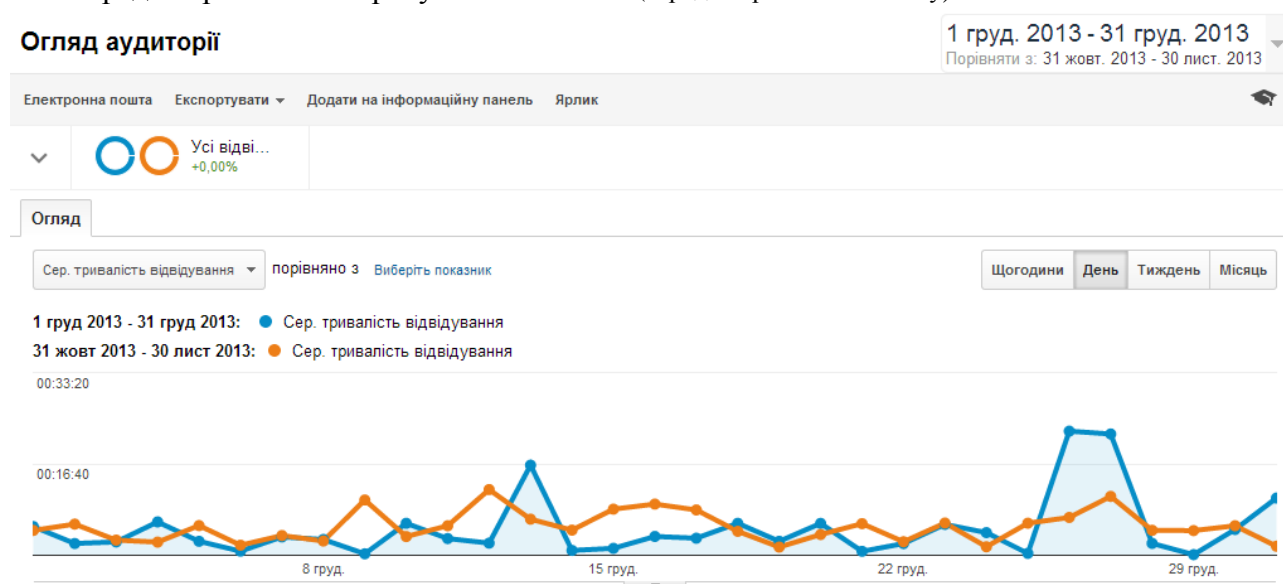 Огляд аудиторії
1 груд. 2013 - 31 груд. 2013
Порівняти з: 31 жовт. 2013 - 30 лист. 2013
Електронна пошта Експортувати Додати на інформаційну панель Ярлик
Усі відві...
+0,00%
Огляд
Сер. тривалість відвідування порівняно з Виберіть показник Щогодини День Тиждень Місяць
1 груд 2013 - 31 груд 2013: Сер. тривалість відвідування
31 жовт 2013 - 30 лист 2013: Сер. тривалість відвідування
00:33:20
00:16:40
8 груд. 15 груд. 22 груд. 29 груд.